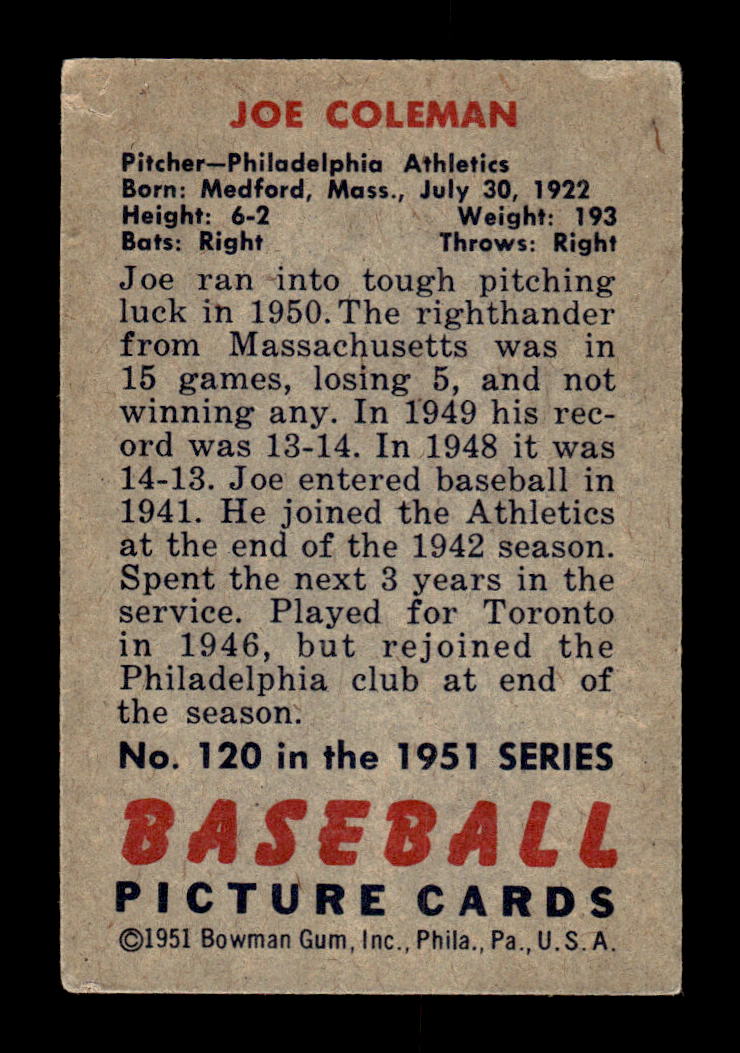 JOE COLEMAN
Pitcher—Philadelphia Athletics
Born: Medford, Mass., July 30, 1922
Height: 6-2 Weight: 193
Bats: Right Throws: Right
Joe ran into tough pitching
luck in 1950. The righthander
from Massachusetts was in
15 games, losing 5, and not
winning any. In 1949 his rec-
ord was 13-14. In 1948 it was
14-13. Joe entered baseball in
1941. He joined the Athletics
at the end of the 1942 season.
Spent the next 3 years in the
service. Played for Toronto
in 1946, but rejoined the
Philadelphia club at end of
the season.
No. 120 in the 1951 SERIES
BASEBALL
PICTURE CARDS
©1951 Bowman Gum, Inc., Phila., Pa., U.S.A.